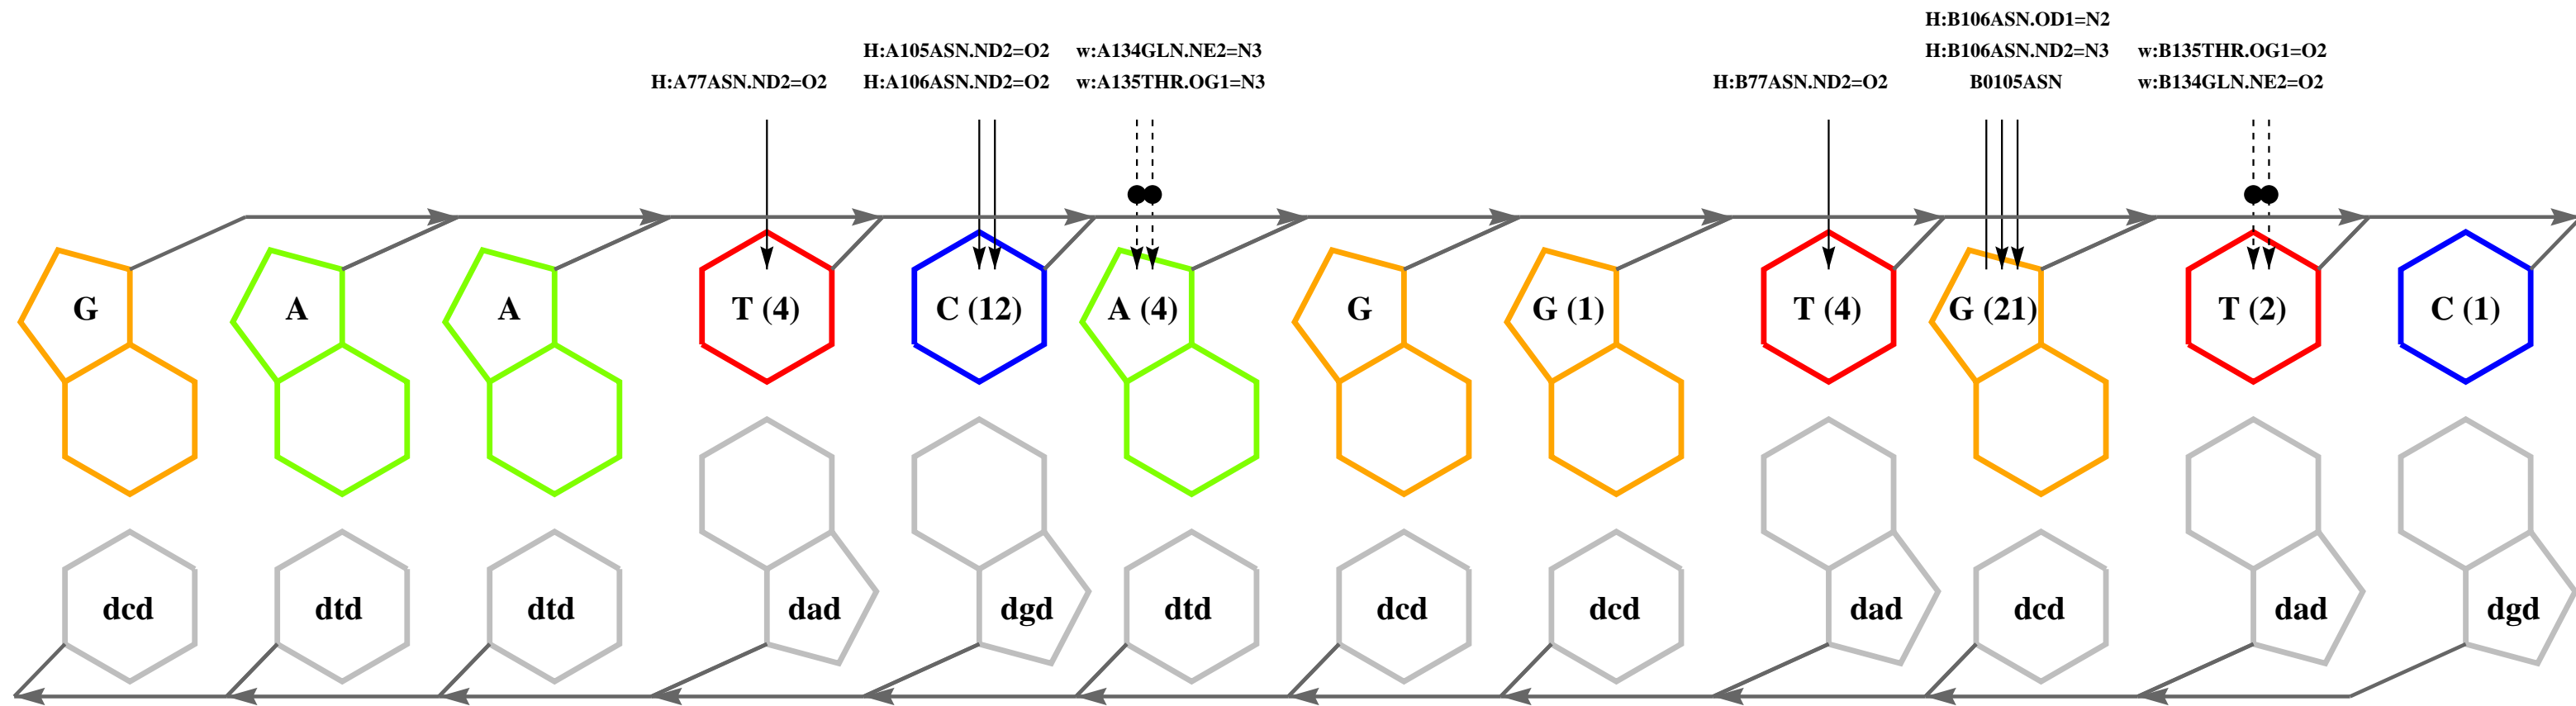 H:B106ASN.OD1=N2
H:A105ASN.ND2=O2 w:A134GLN.NE2=N3 H:B106ASN.ND2=N3 w:B135THR.OG1=O2
H:A77ASN.ND2=O2 H:A106ASN.ND2=O2 w:A135THR.OG1=N3 H:B77ASN.ND2=O2 B0105ASN w:B134GLN.NE2=O2
G A A T (4) C (12) A (4) G G (1) T (4) G (21) T (2) C (1)
dcd dtd dtd dad dgd dtd dcd dcd dad dcd dad dgd